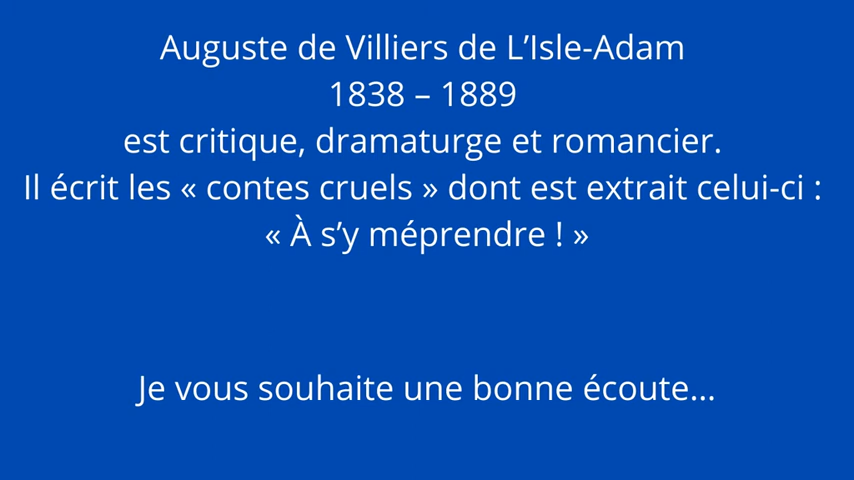 Auguste de Villiers de L’Isle-Adam
1838 – 1889
est critique, dramaturge et romancier.
Il écrit les « contes cruels » dont est extrait celui-ci :
« À s’y méprendre ! »
Je vous souhaite une bonne écoute...